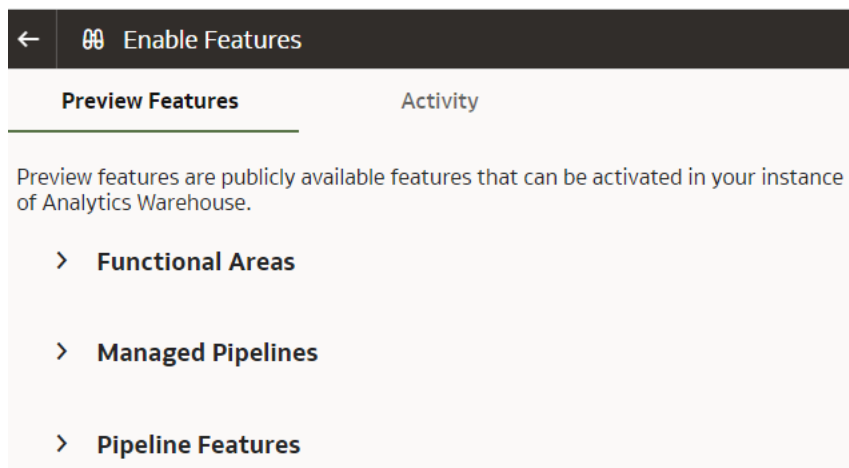 Enable Features
Preview Features Activity
Preview features are publicly available features that can be activated in your instance
of Analytics Warehouse.
Functional Areas
Managed Pipelines
Pipeline Features